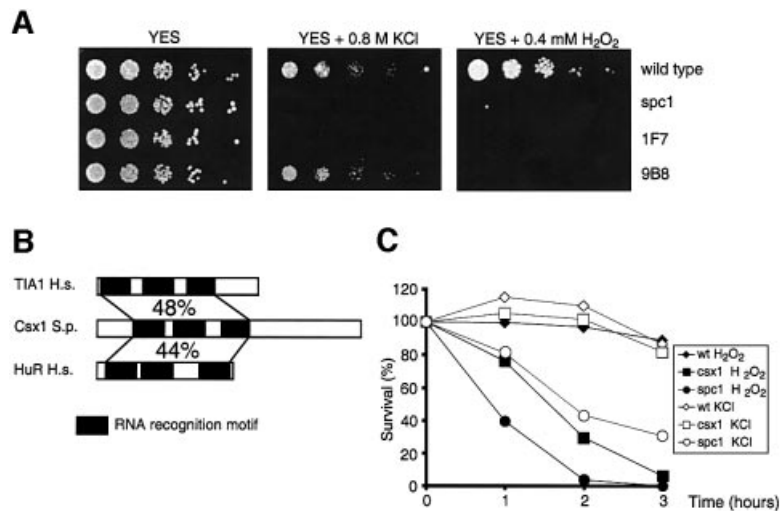 A
YES
YES + 0.8 M KCl
YES + 0.4 mM H2O2
wild type
spc1
1F7
9B8
B
TIA1 H.s.
48%
Csx1 S.p.
44%
HuR H.s.
RNA recognition motif
C
120
100
80
60
40
20
0
Survival (%)
0
1
2
3
Time (hours)
wt H2O2
csx1 H 2O2
spc1 H 2O2
wt KCl
csx1 KCl
spc1 KCl